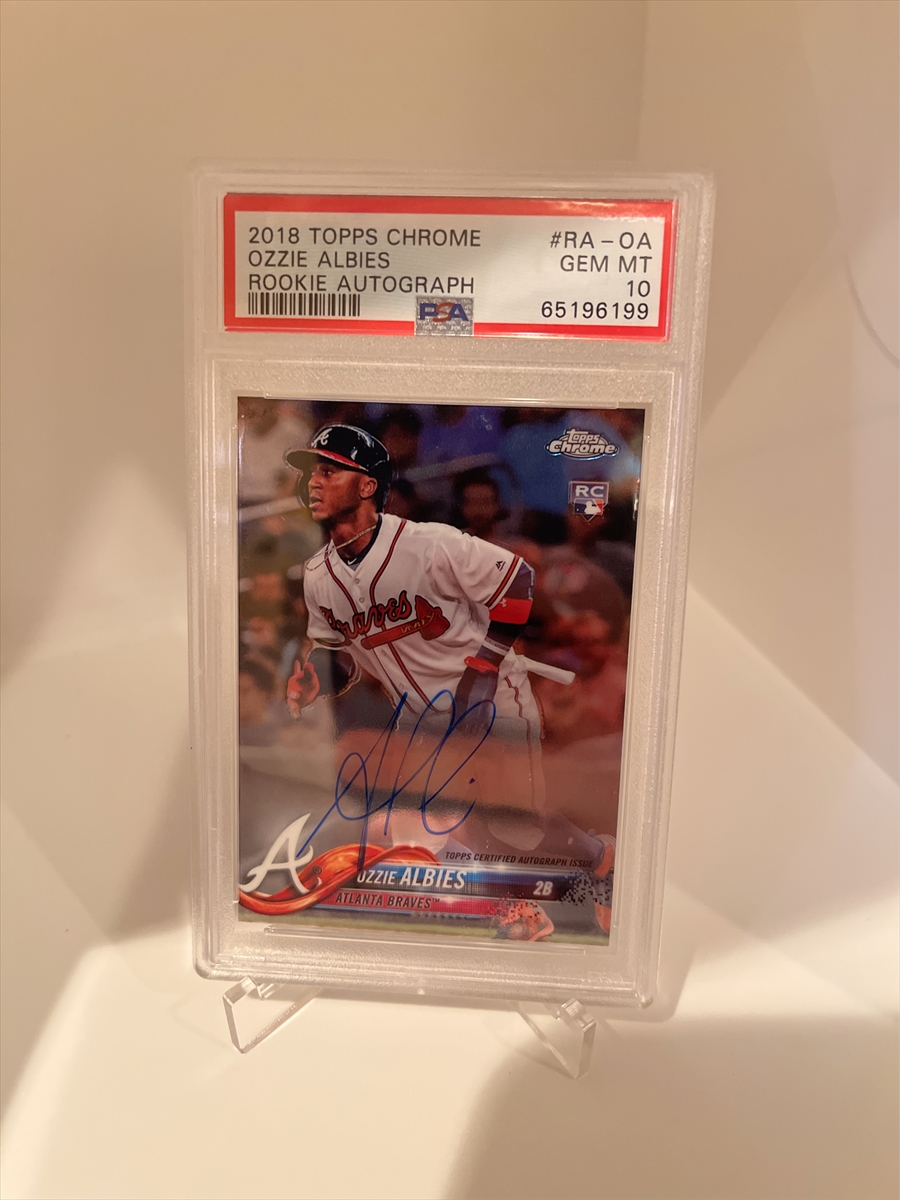 2018 TOPPS CHROME #RA-OA
OZZIE ALBIES GEM MT
ROOKIE AUTOGRAPH 10
PSA 65196199
A
Topps
Chrome
RC
Braves
TOPPS CERTIFIED AUTOGRAPH ISSUE
A
OZZIE ALBIES 2B
ATLANTA BRAVES™